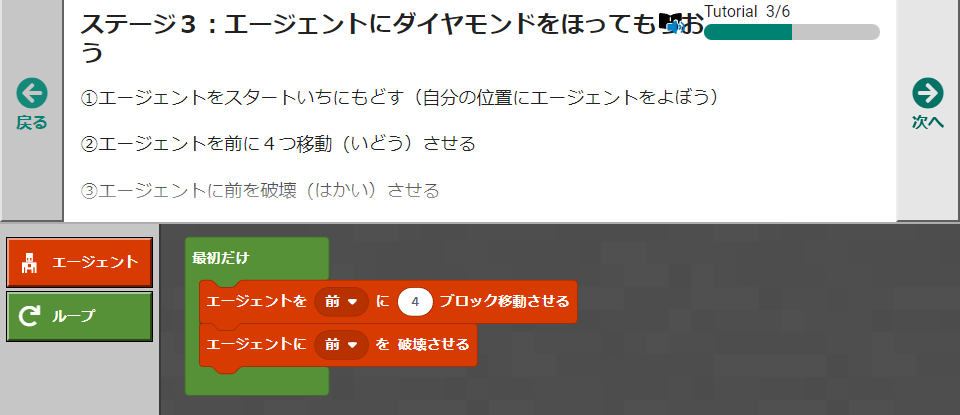 ステージ３：エージェントにダイヤモンドをほってもらお
う
Tutorial 3/6
①エージェントをスタートいちにもどす（自分の位置にエージェントをよぼう）
戻る
次へ
②エージェントを前に４つ移動（いどう）させる
③エージェントに前を破壊（はかい）させる
エージェント
ループ
最初だけ
エージェントを 前 に 4 ブロック移動させる
エージェントに 前 を 破壊させる